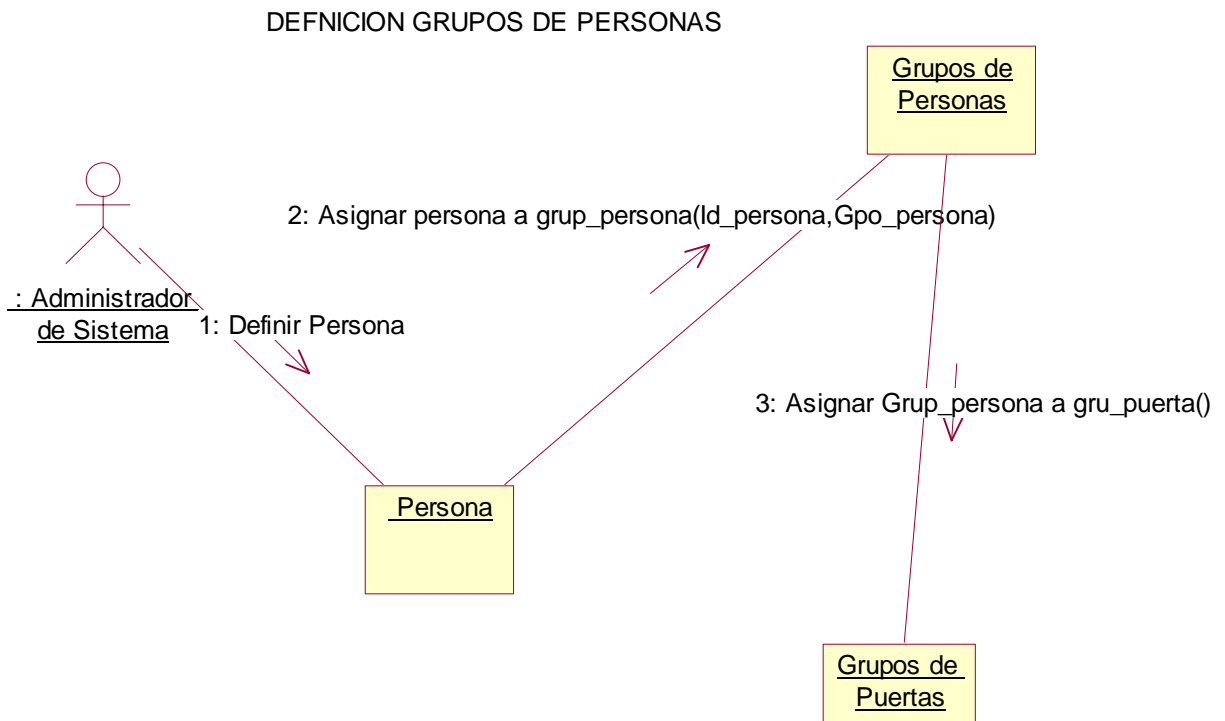 DEFNICION GRUPOS DE PERSONAS
Grupos de
Personas
2: Asignar persona a grup_persona(Id_persona,Gpo_persona)
: Administrador
de Sistema
1: Definir Persona
3: Asignar Grup_persona a gru_puerta()
Persona
Grupos de
Puertas